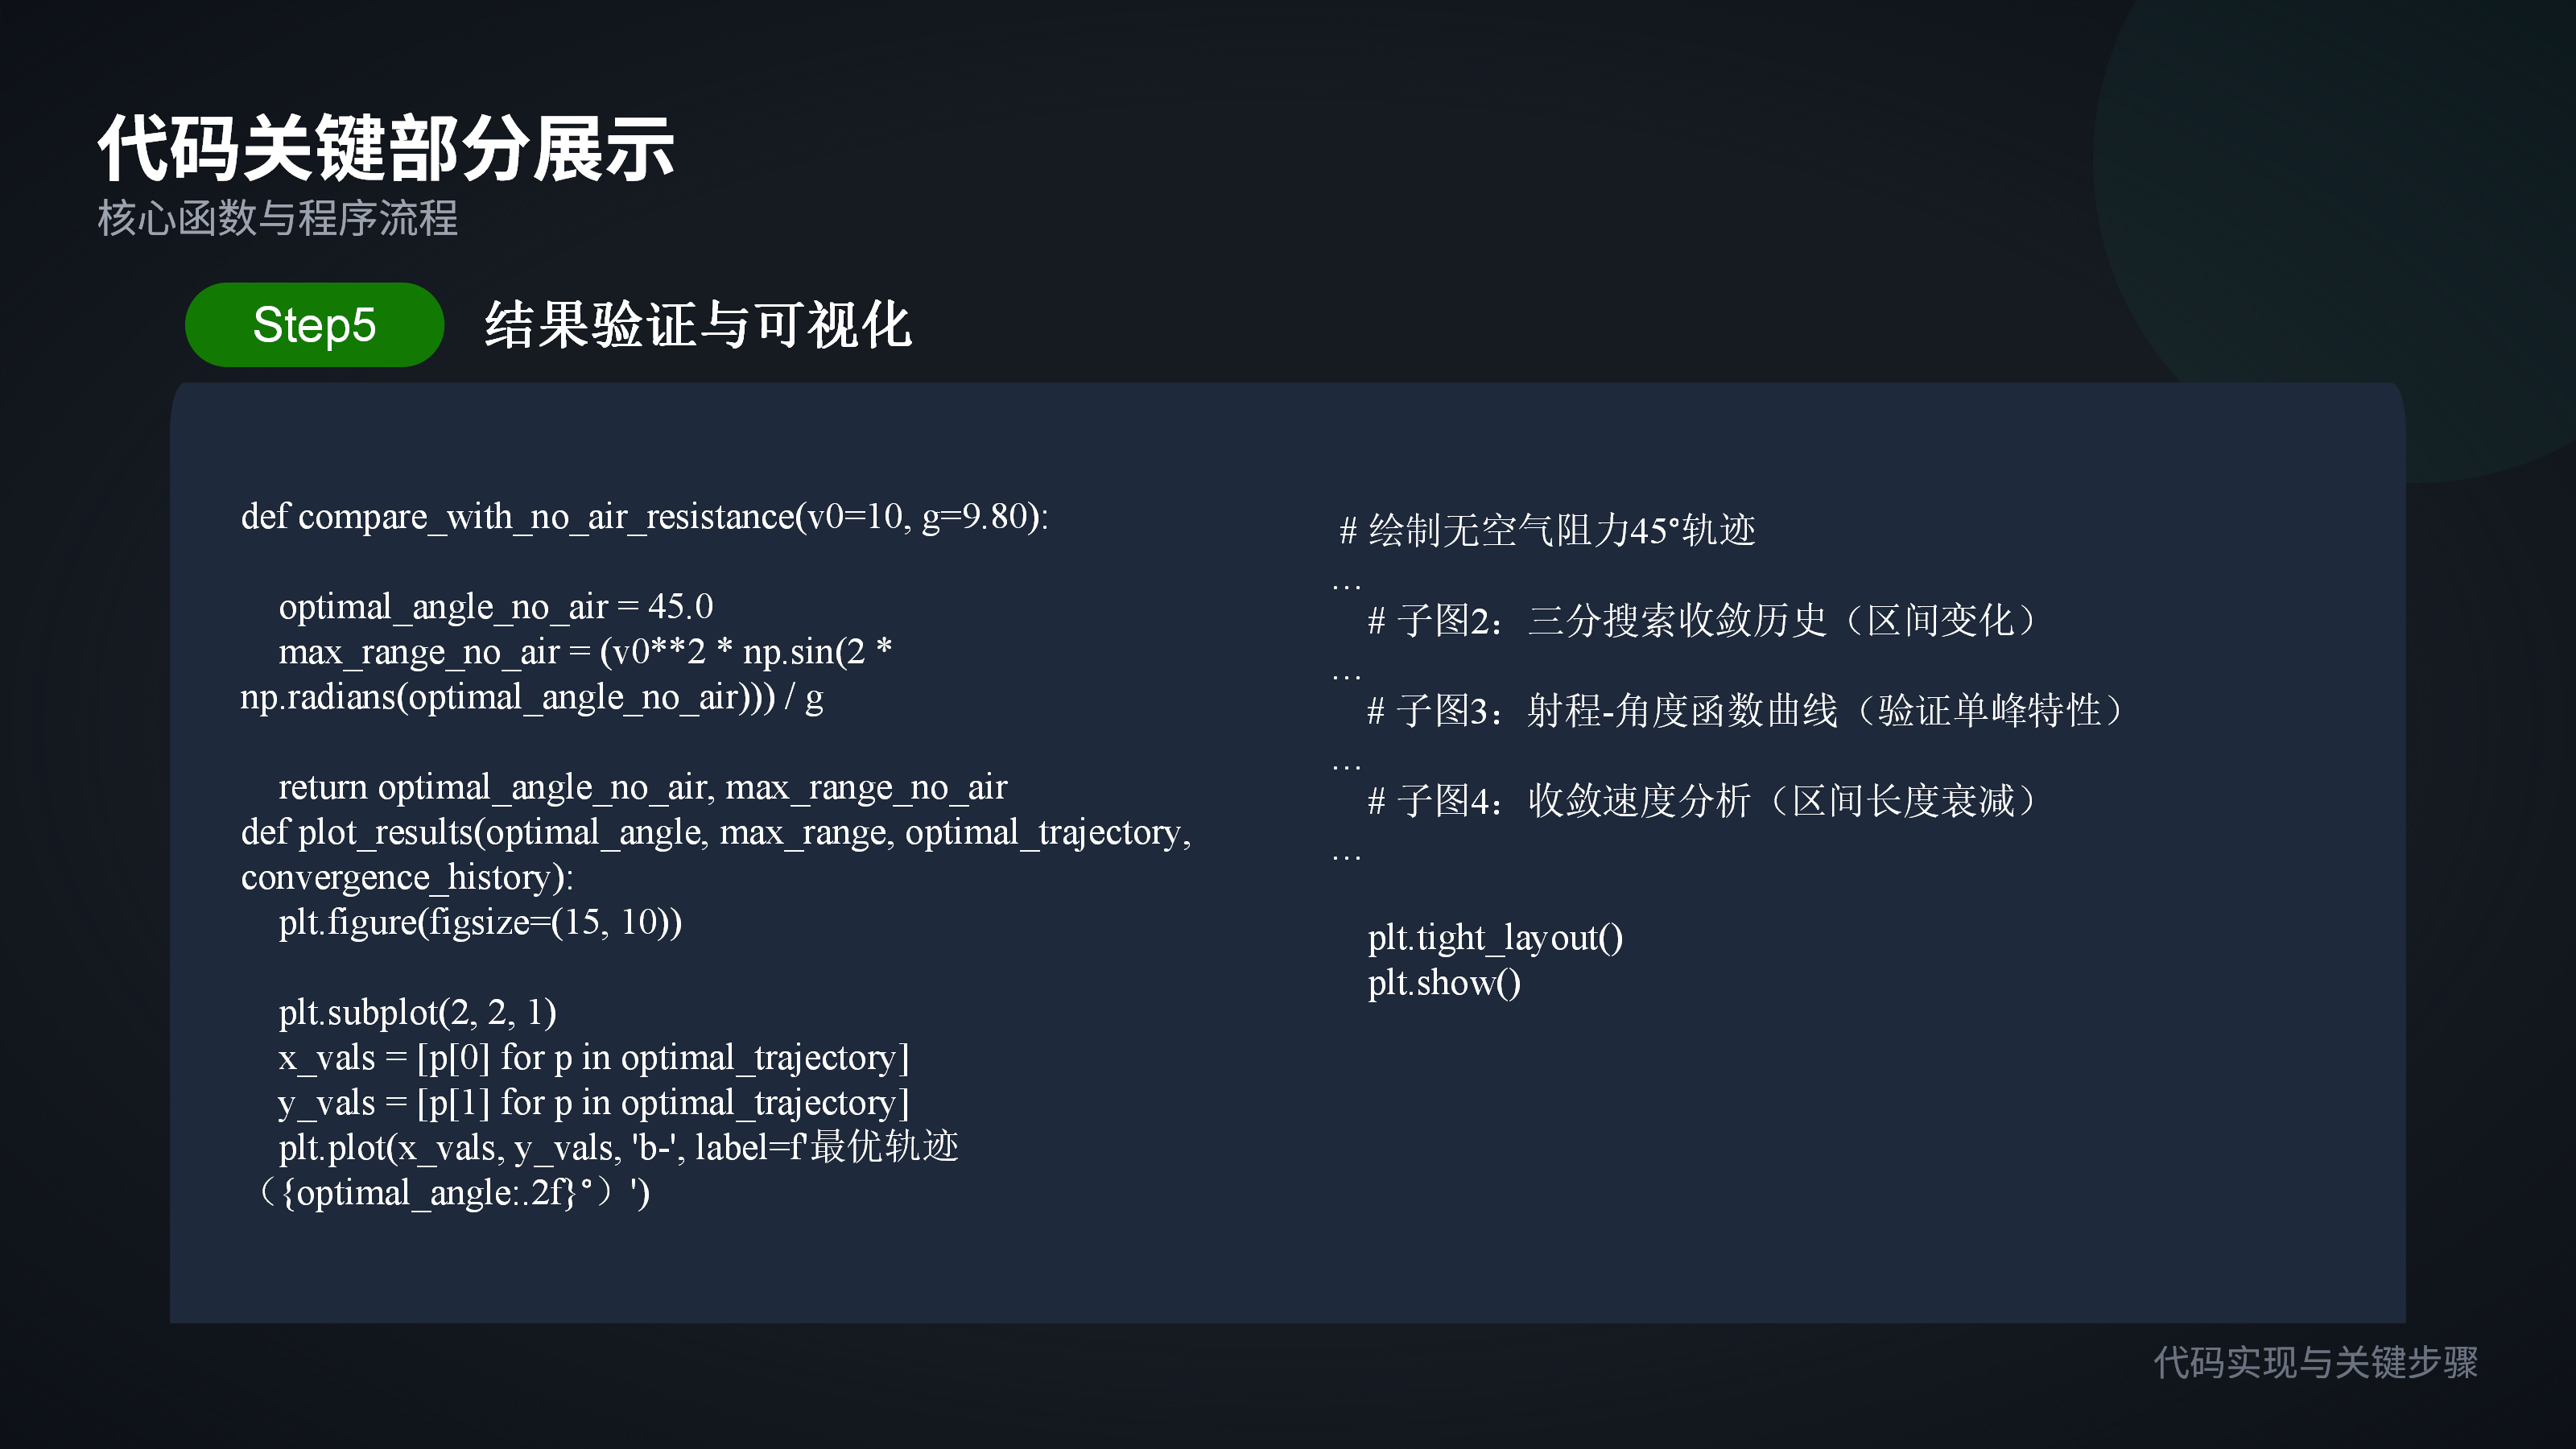 代码关键部分展示
核心函数与程序流程
Step5
结果验证与可视化
def compare_with_no_air_resistance(v0=10, g=9.80):
    optimal_angle_no_air = 45.0
    max_range_no_air = (v0**2 * np.sin(2 *
np.radians(optimal_angle_no_air))) / g
    return optimal_angle_no_air, max_range_no_air
def plot_results(optimal_angle, max_range, optimal_trajectory,
convergence_history):
    plt.figure(figsize=(15, 10))
    plt.subplot(2, 2, 1)
    x_vals = [p[0] for p in optimal_trajectory]
    y_vals = [p[1] for p in optimal_trajectory]
    plt.plot(x_vals, y_vals, 'b-', label=f'最优轨迹
（{optimal_angle:.2f}°）')
 # 绘制无空气阻力45°轨迹
…
    # 子图2：三分搜索收敛历史（区间变化）
…
    # 子图3：射程-角度函数曲线（验证单峰特性）
…
    # 子图4：收敛速度分析（区间长度衰减）
…
    plt.tight_layout()
    plt.show()
代码实现与关键步骤